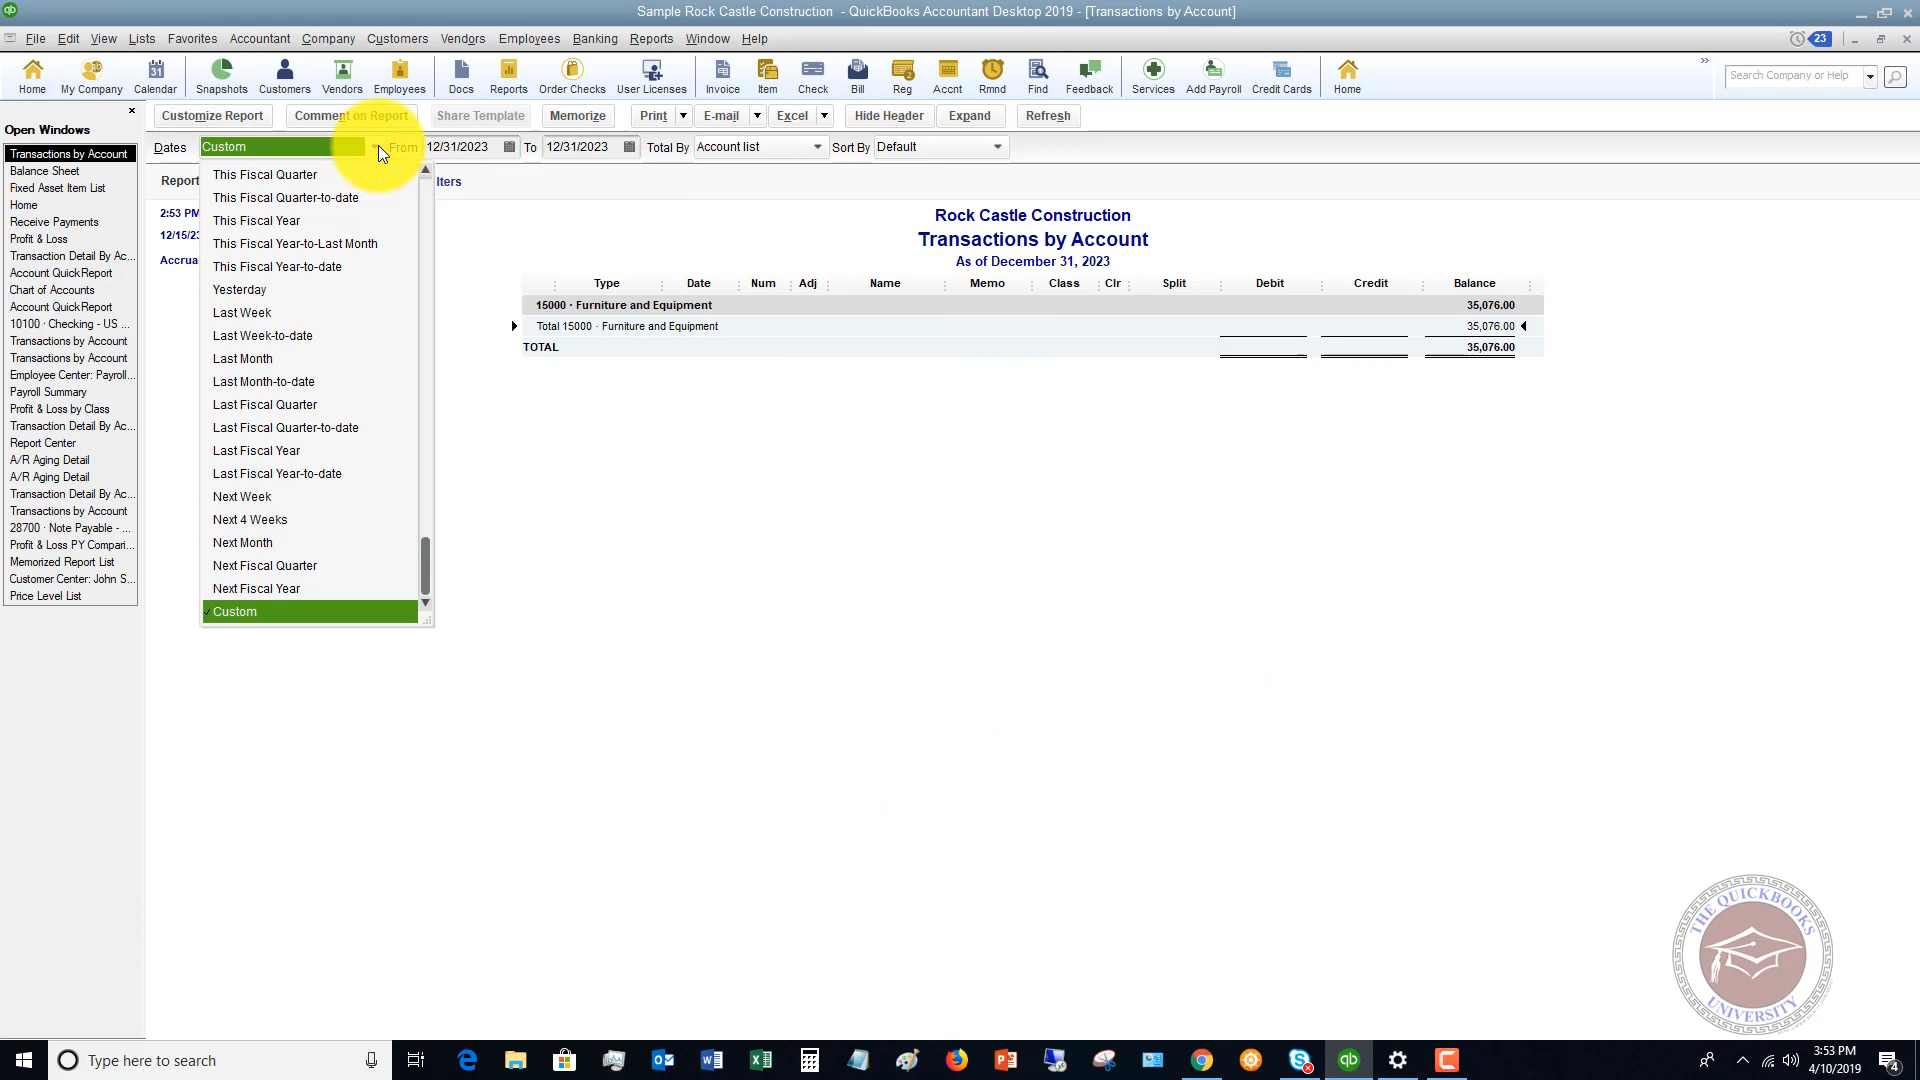 Sample Rock Castle Construction - QuickBooks Accountant Desktop 2019 - [Transactions by Account]
File Edit View Lists Favorites Accountant Company Customers Vendors Employees Banking Reports Window Help
23
Home My Company Calendar Snapshots Customers Vendors Employees Docs Reports Order Checks User Licenses Invoice Item Check Bill Reg Accnt Rmnd Find Feedback Services Add Payroll Credit Cards Home
Search Company or Help
Customize Report Comment on Report Share Template Memorize Print E-mail Excel Hide Header Expand Refresh
Dates Custom From 12/31/2023 To 12/31/2023 Total By Account list Sort By Default
Open Windows
Transactions by Account
Balance Sheet
Fixed Asset Item List
Home
Receive Payments
Profit & Loss
Transaction Detail By Ac...
Account QuickReport
Chart of Accounts
Account QuickReport
10100 · Checking - US ...
Transactions by Account
Transactions by Account
Employee Center: Payroll...
Payroll Summary
Profit & Loss by Class
Transaction Detail By Ac...
Report Center
A/R Aging Detail
A/R Aging Detail
Transaction Detail By Ac...
Transactions by Account
28700 · Note Payable - ...
Profit & Loss PY Compari...
Memorized Report List
Customer Center: John S...
Price Level List
Report
lters
2:53 PM
12/15/23
Accrua
This Fiscal Quarter
This Fiscal Quarter-to-date
This Fiscal Year
This Fiscal Year-to-Last Month
This Fiscal Year-to-date
Yesterday
Last Week
Last Week-to-date
Last Month
Last Month-to-date
Last Fiscal Quarter
Last Fiscal Quarter-to-date
Last Fiscal Year
Last Fiscal Year-to-date
Next Week
Next 4 Weeks
Next Month
Next Fiscal Quarter
Next Fiscal Year
Custom
Rock Castle Construction
Transactions by Account
As of December 31, 2023
Type Date Num Adj Name Memo Class Clr Split Debit Credit Balance
15000 · Furniture and Equipment 35,076.00
Total 15000 · Furniture and Equipment 35,076.00
TOTAL 35,076.00
THE QUICKBOOKS
UNIVERSITY
Type here to search
3:53 PM
4/10/2019
4